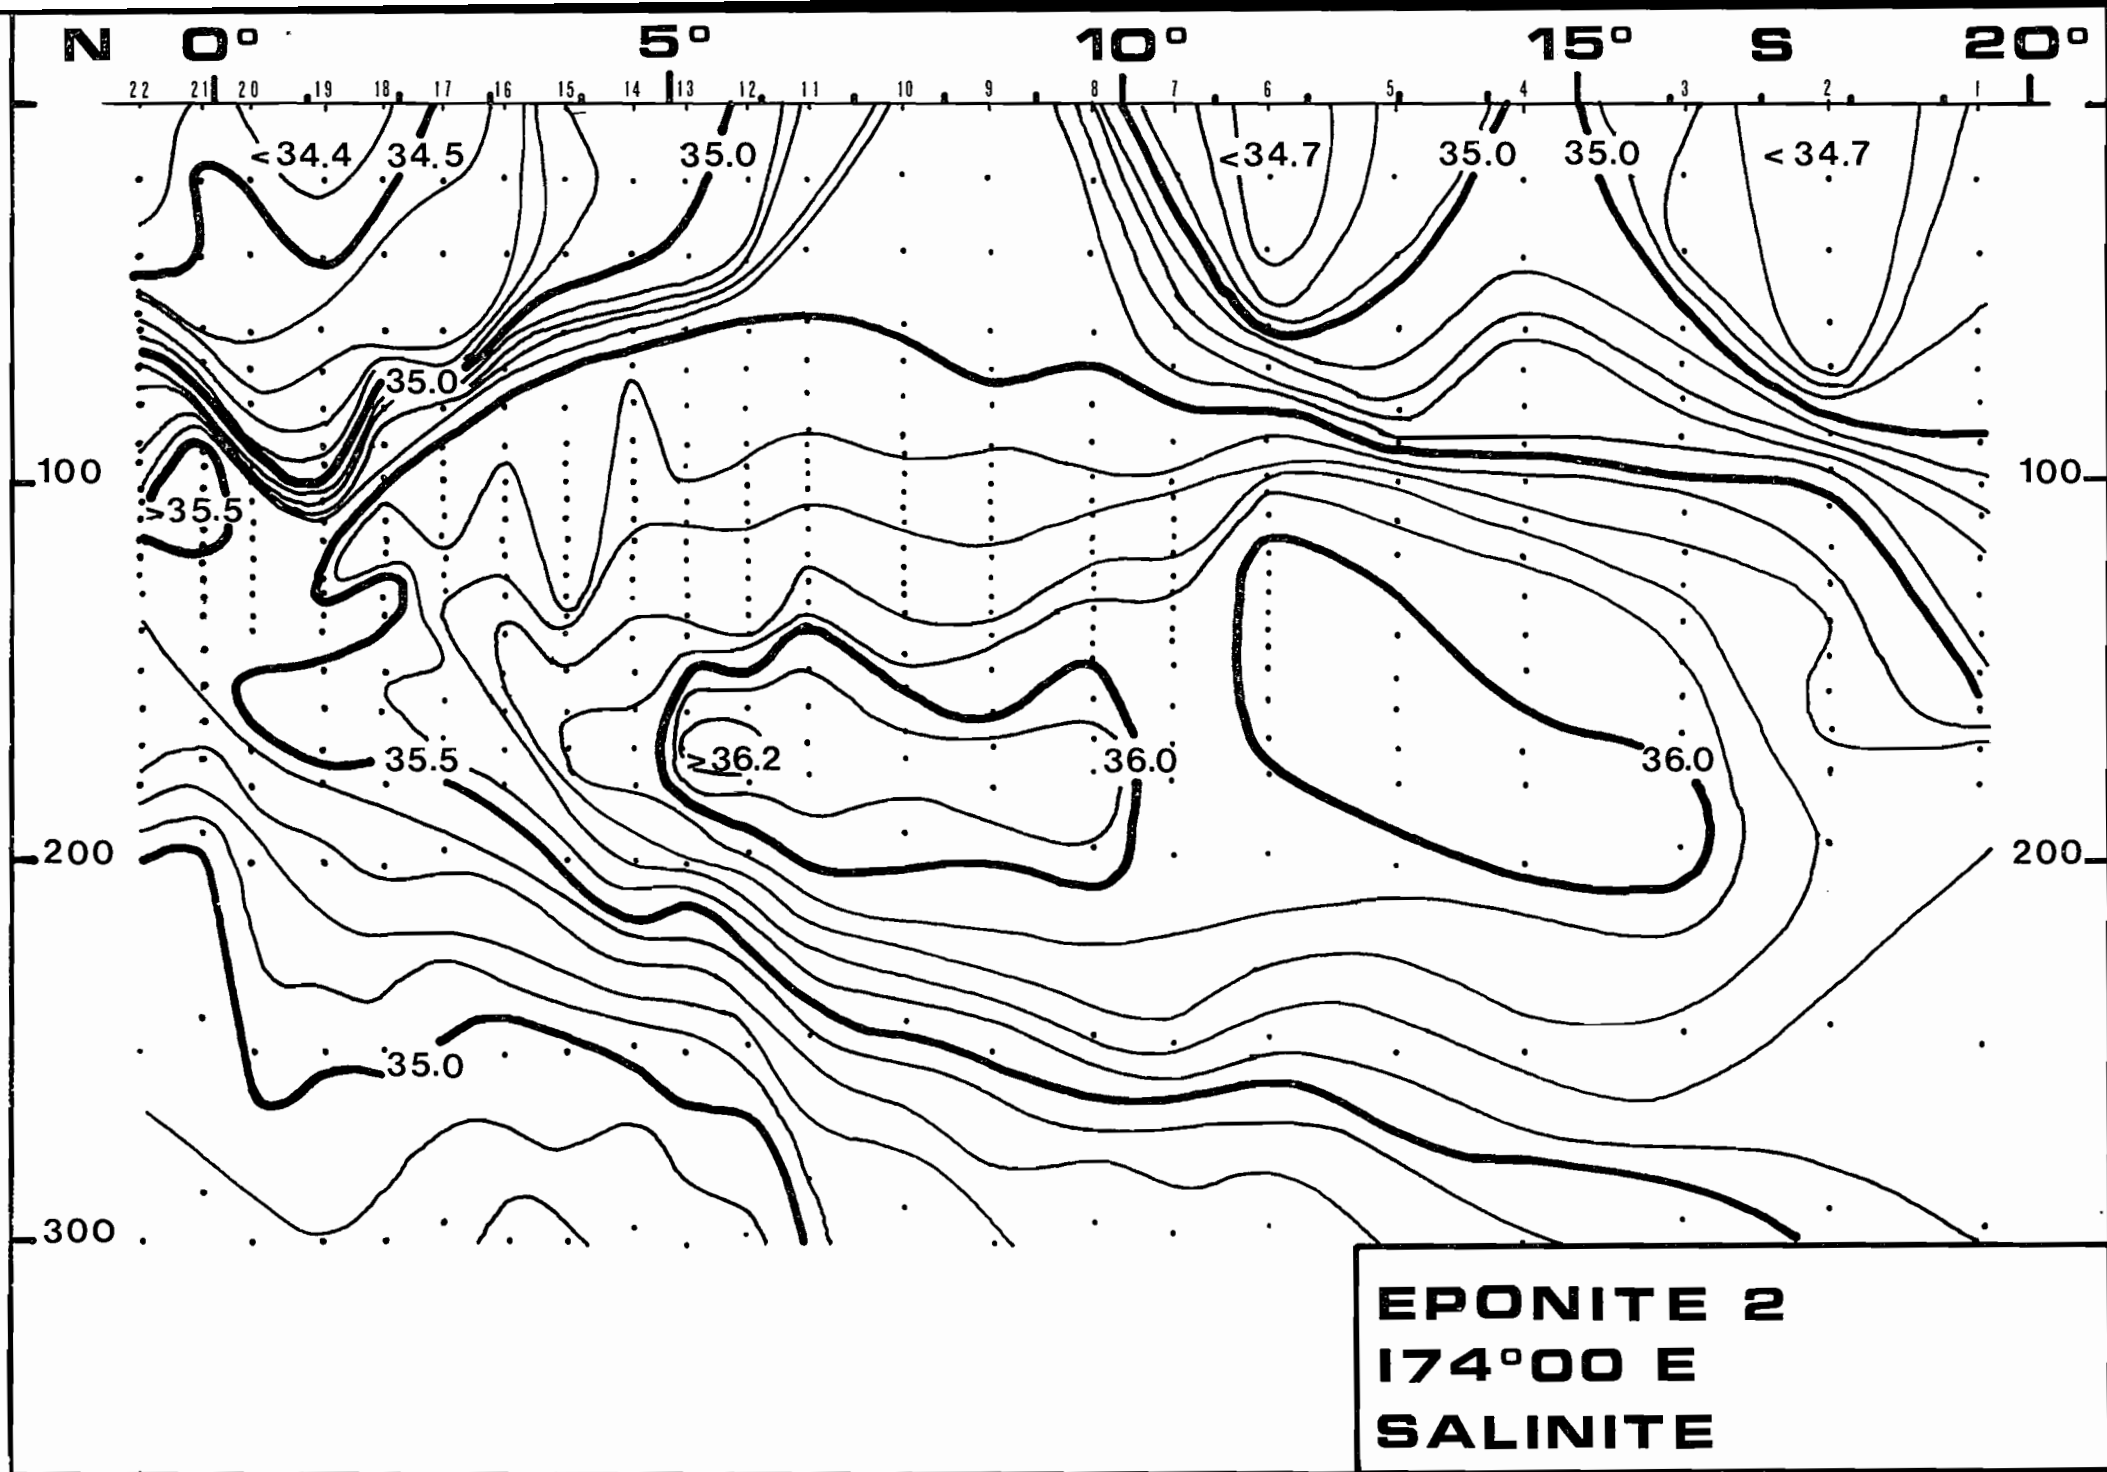 N 0° 5° 10° 15° S 20°
22 21 20 19 18 17 16 15 14 13 12 11 10 9 8 7 6 5 4 3 2 1
<34.4 34.5 35.0 <34.7 35.0 35.0 <34.7
35.0
100 100
>35.5
35.5 ≥36.2 36.0 36.0
200 200
35.0
300
EPONITE 2
174°00 E
SALINITE